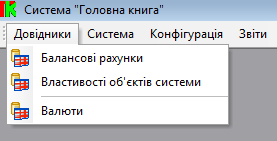 Система "Головна книга"
Довідники Система Конфігурація Звіти
Балансові рахунки
Властивості об'єктів системи
Валюти